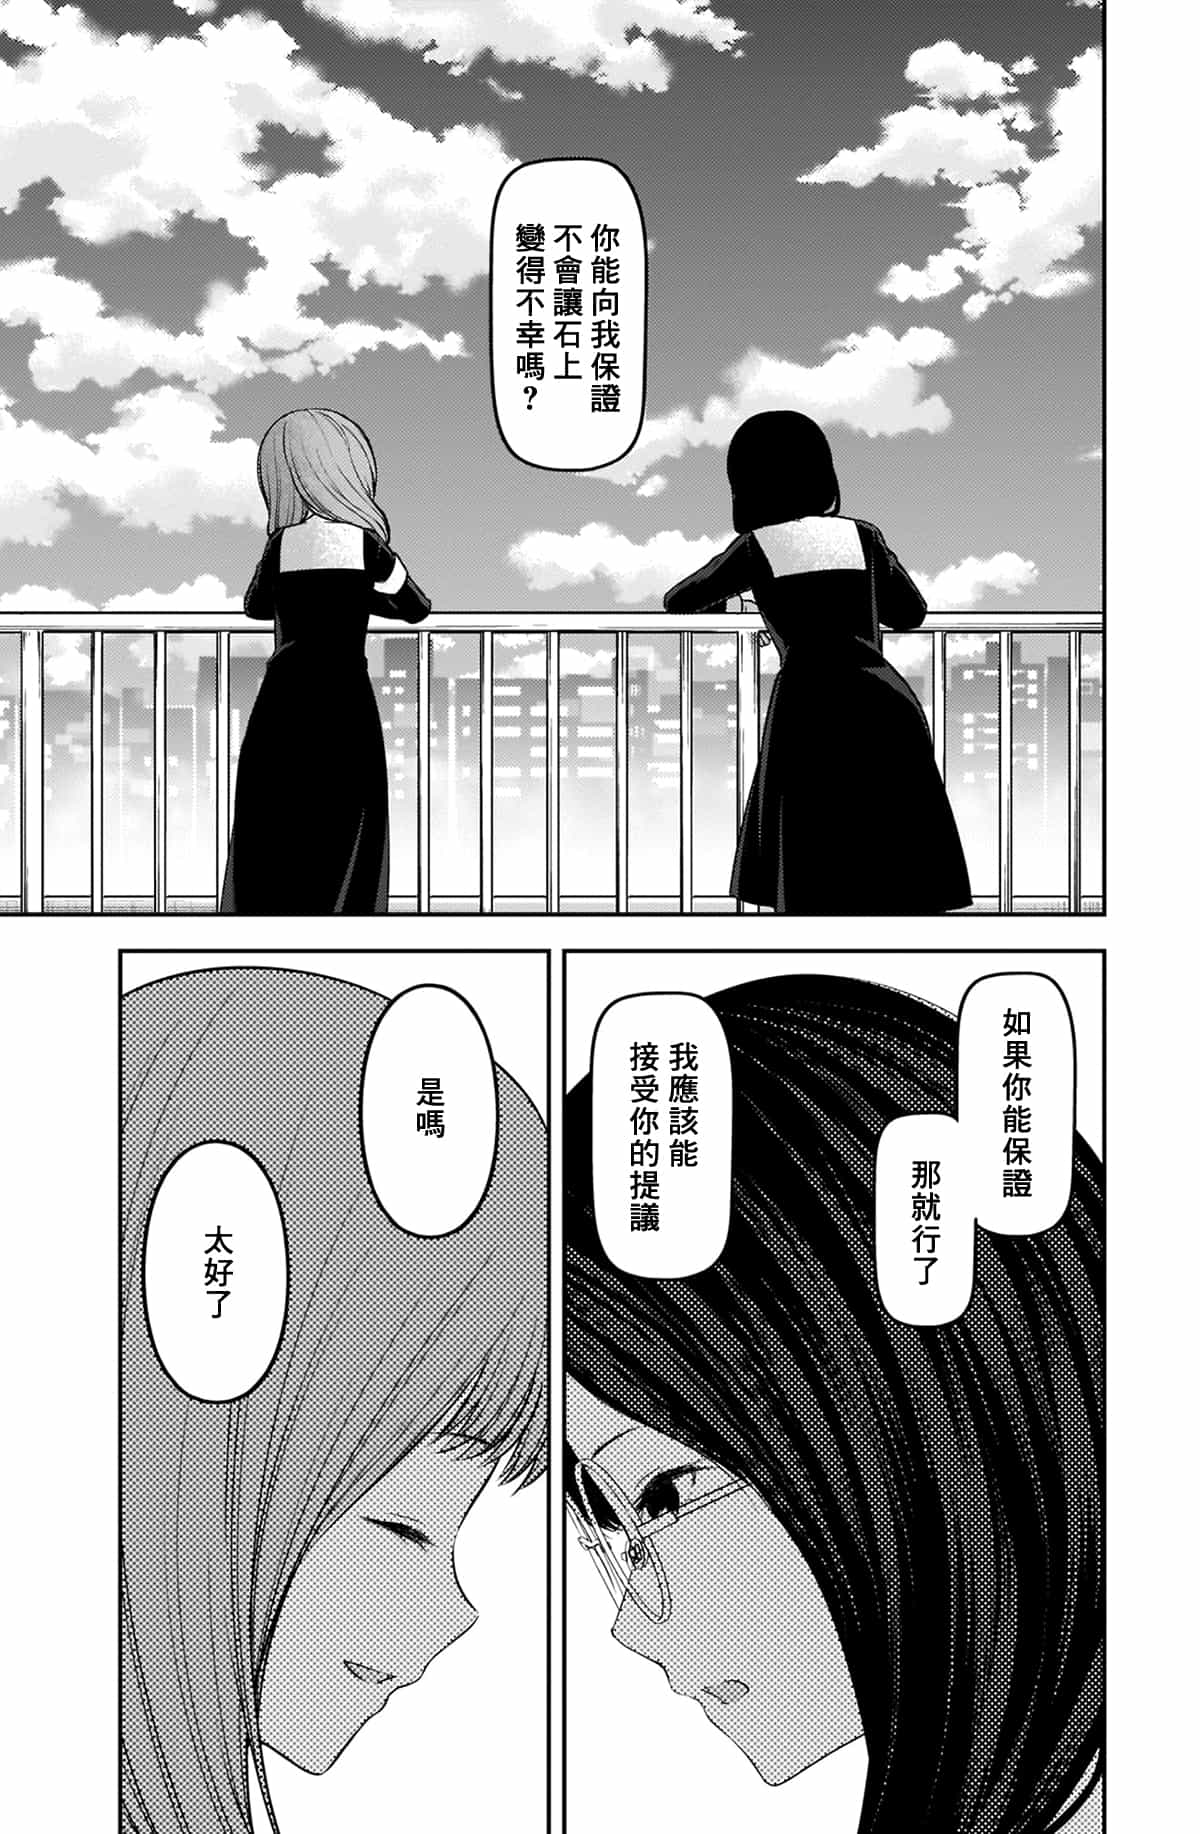 你能向我保證
不會讓石上
變得不幸嗎?
如果你能保證
那就行了
我應該能
接受你的提議
是嗎
太好了